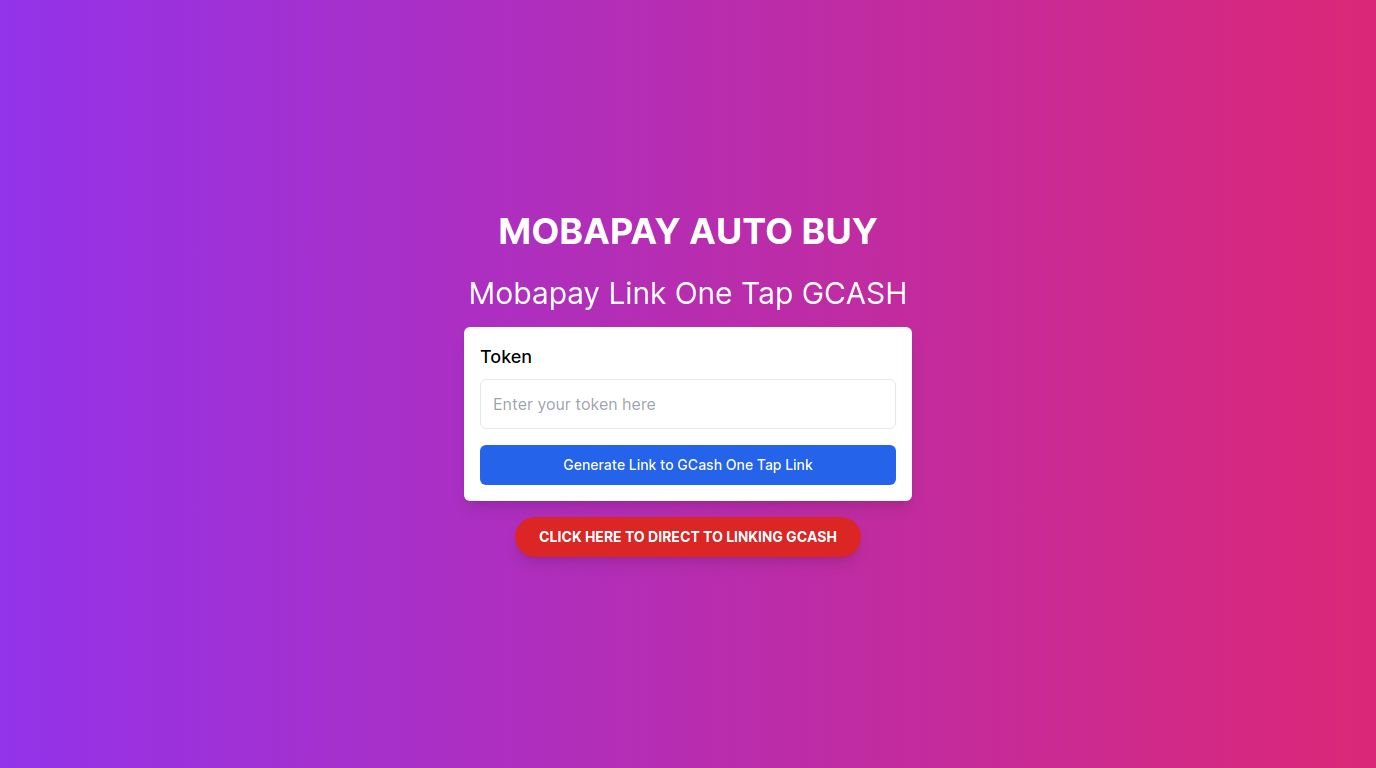 MOBAPAY AUTO BUY
Mobapay Link One Tap GCASH
Token
Enter your token here
Generate Link to GCash One Tap Link
CLICK HERE TO DIRECT TO LINKING GCASH